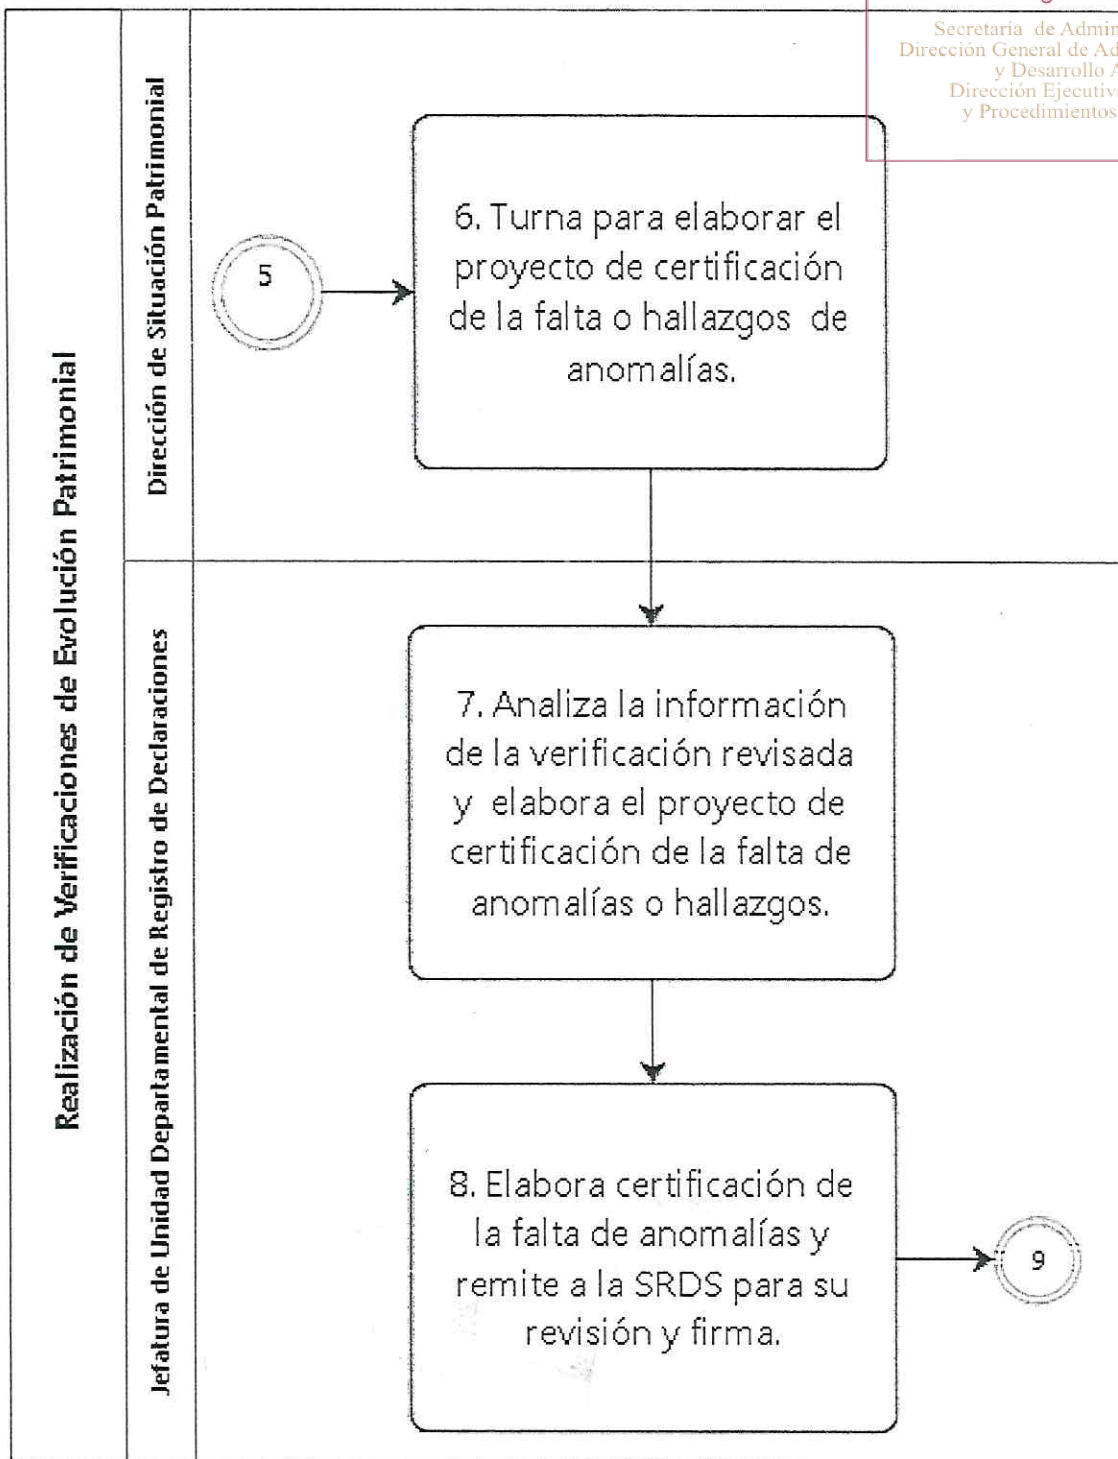 Secretaría de Admin
Dirección General de Ad
y Desarrollo A
Dirección Ejecutiva
y Procedimientos
Realización de Verificaciones de Evolución Patrimonial
Dirección de Situación Patrimonial
5
6. Turna para elaborar el
proyecto de certificación
de la falta o hallazgos de
anomalías.
Jefatura de Unidad Departamental de Registro de Declaraciones
7. Analiza la información
de la verificación revisada
y elabora el proyecto de
certificación de la falta de
anomalías o hallazgos.
8. Elabora certificación de
la falta de anomalías y
remite a la SRDS para su
revisión y firma.
9